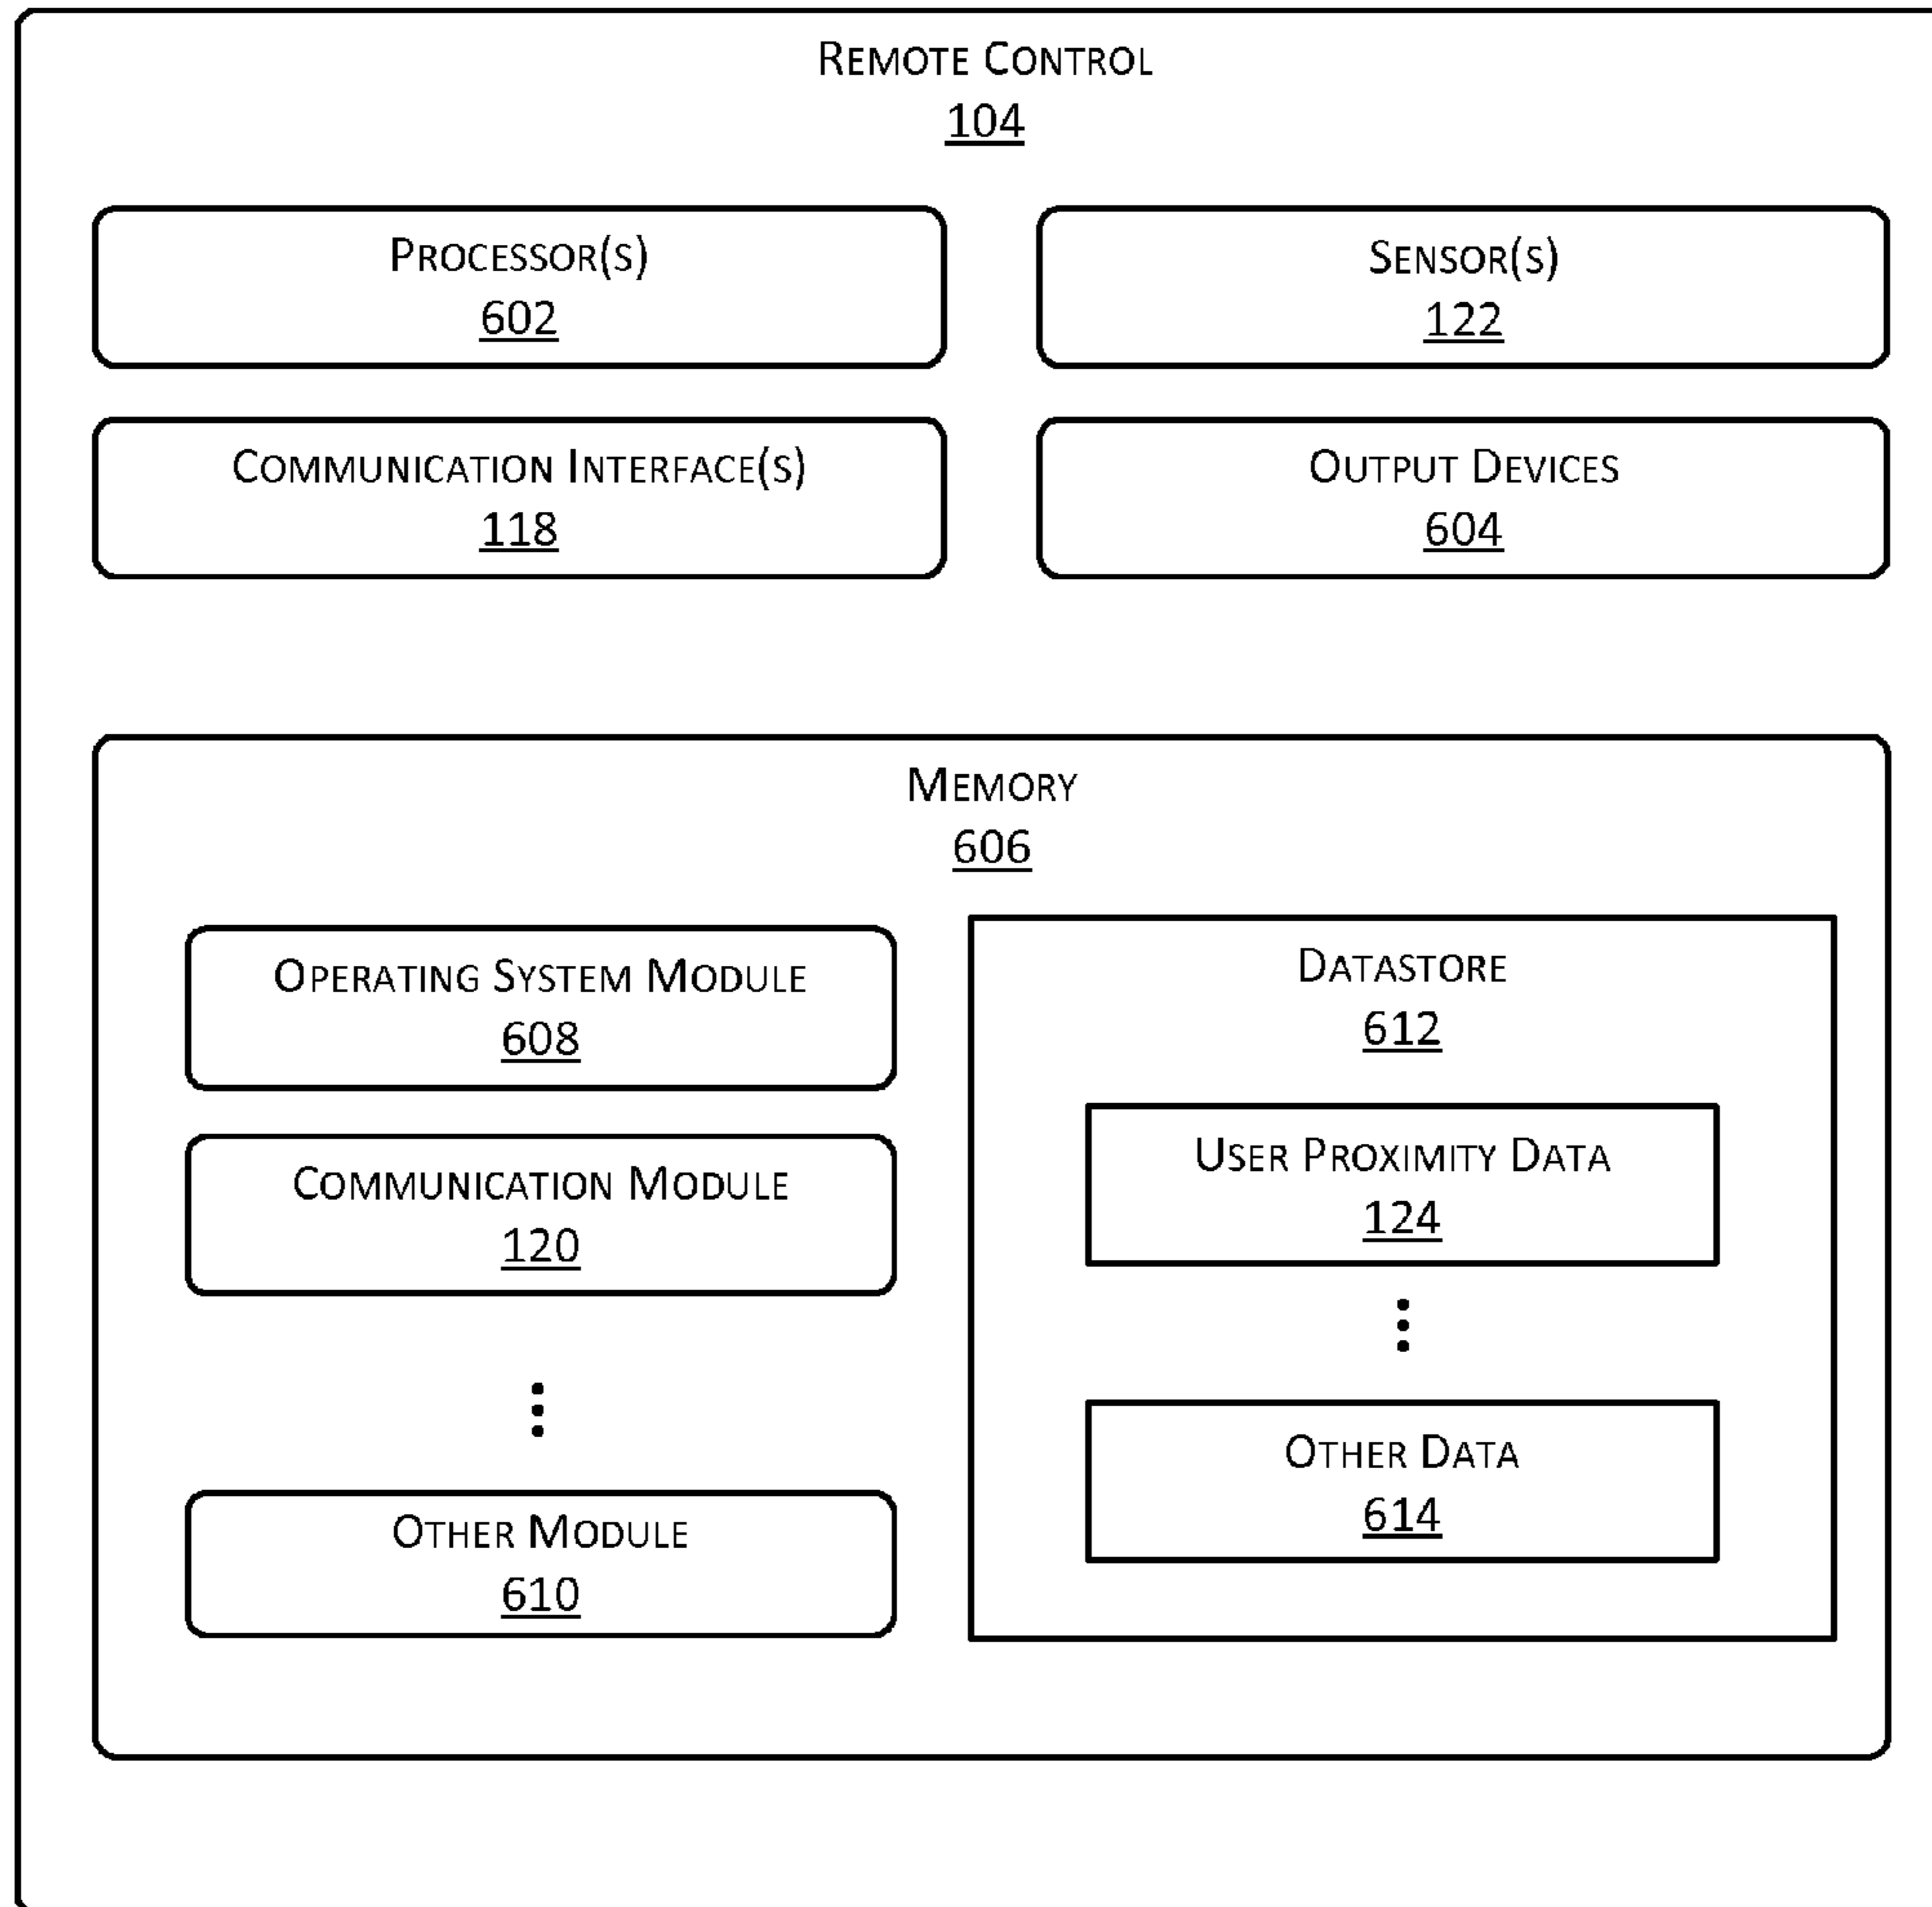 Remote Control
104
Processor(s)
602
Sensor(s)
122
Communication Interface(s)
118
Output Devices
604
Memory
606
Operating System Module
608
Communication Module
120
Other Module
610
Datastore
612
User Proximity Data
124
Other Data
614